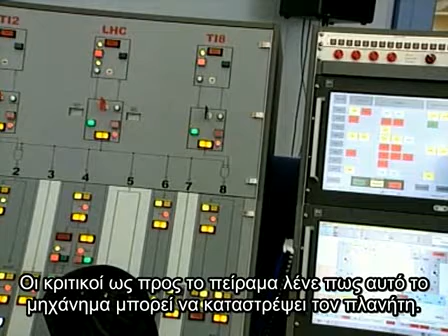 TI2
LHC
TI8
2 3 4 5 6 7 8
Οι κριτικοί ως προς το πείραμα λένε πως αυτό το
μηχάνημα μπορεί να καταστρέψει τον πλανήτη.